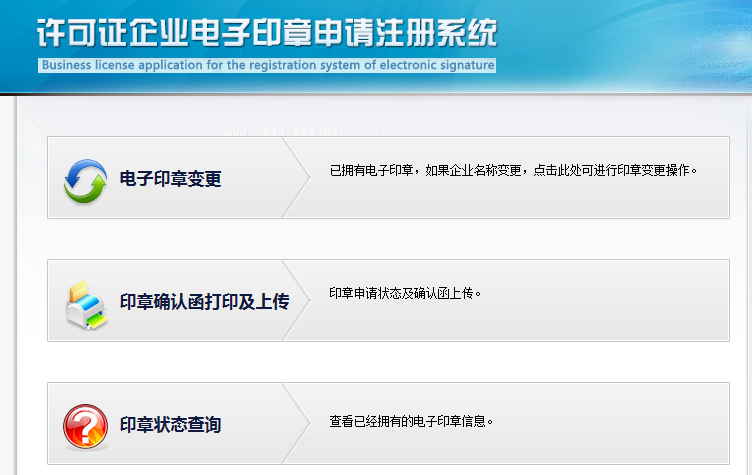 许可证企业电子印章申请注册系统
Business license application for the registration system of electronic signature
电子印章变更
已拥有电子印章，如果企业名称变更，点击此处可进行印章变更操作。
印章确认函打印及上传
印章申请状态及确认函上传。
印章状态查询
查看已经拥有的电子印章信息。